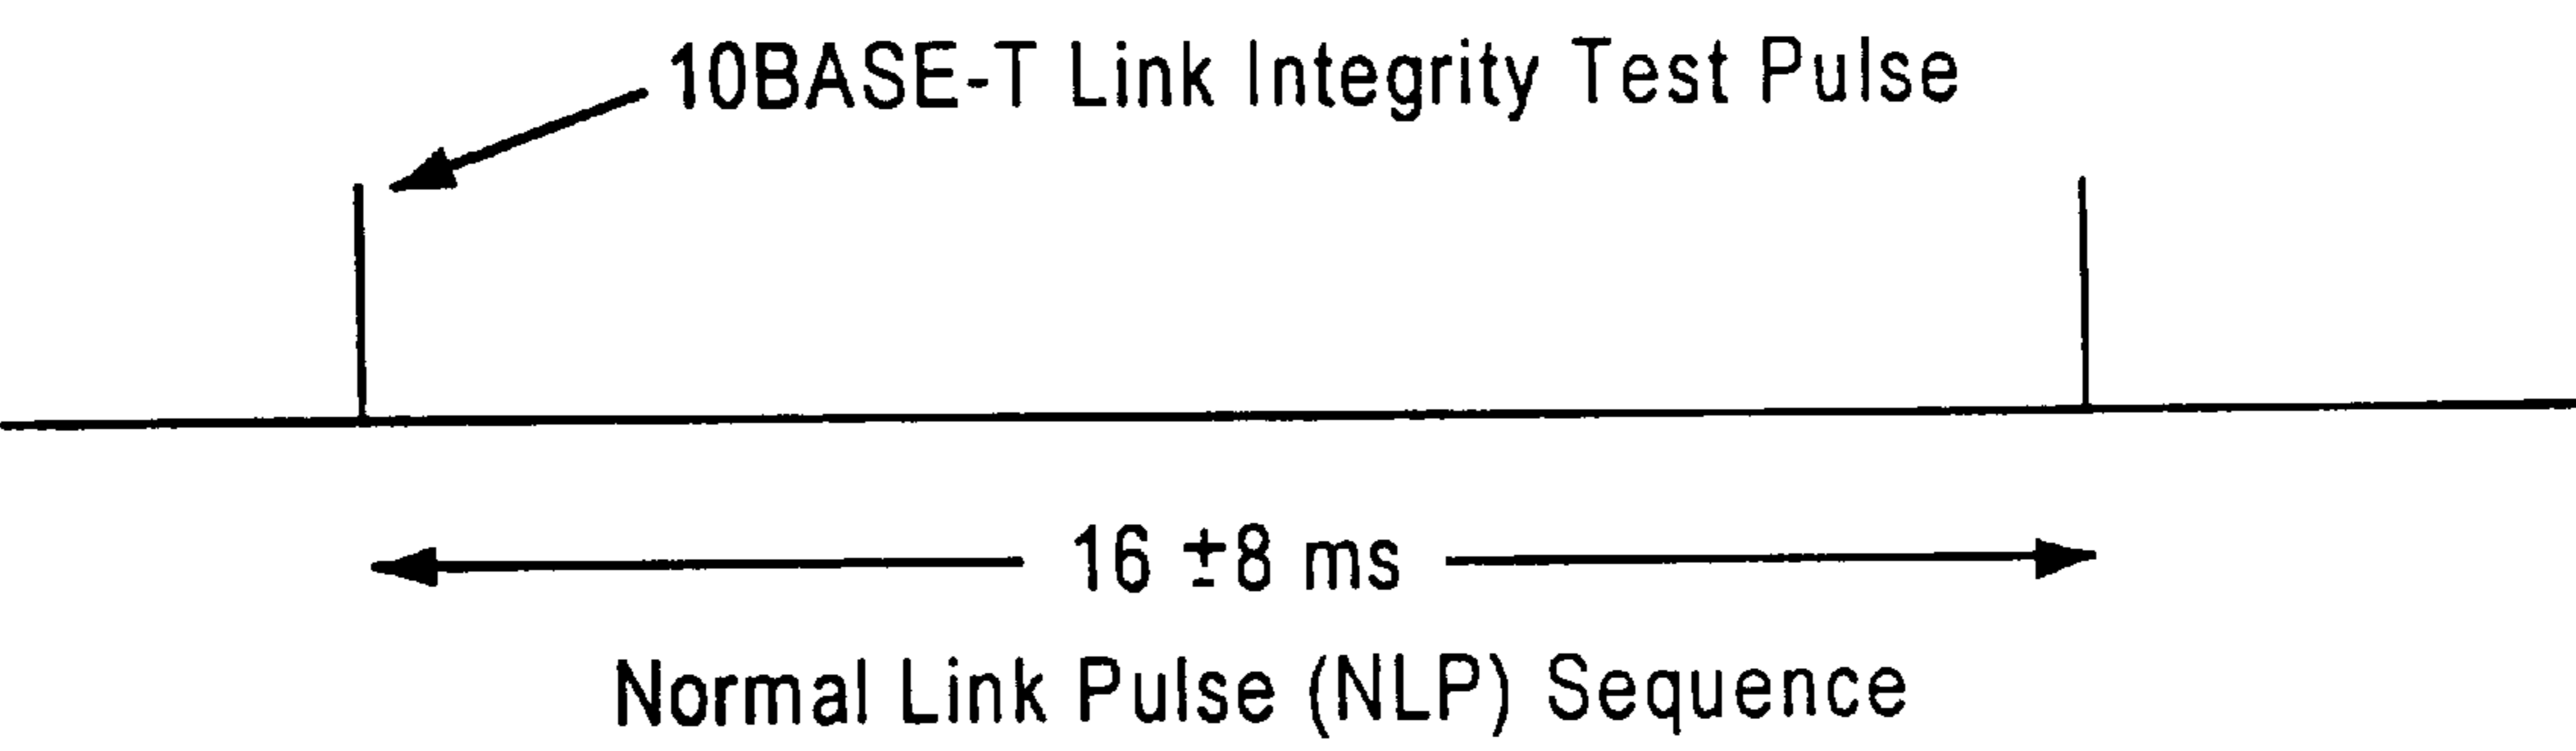 10BASE-T Link Integrity Test Pulse
16 ±8 ms
Normal Link Pulse (NLP) Sequence